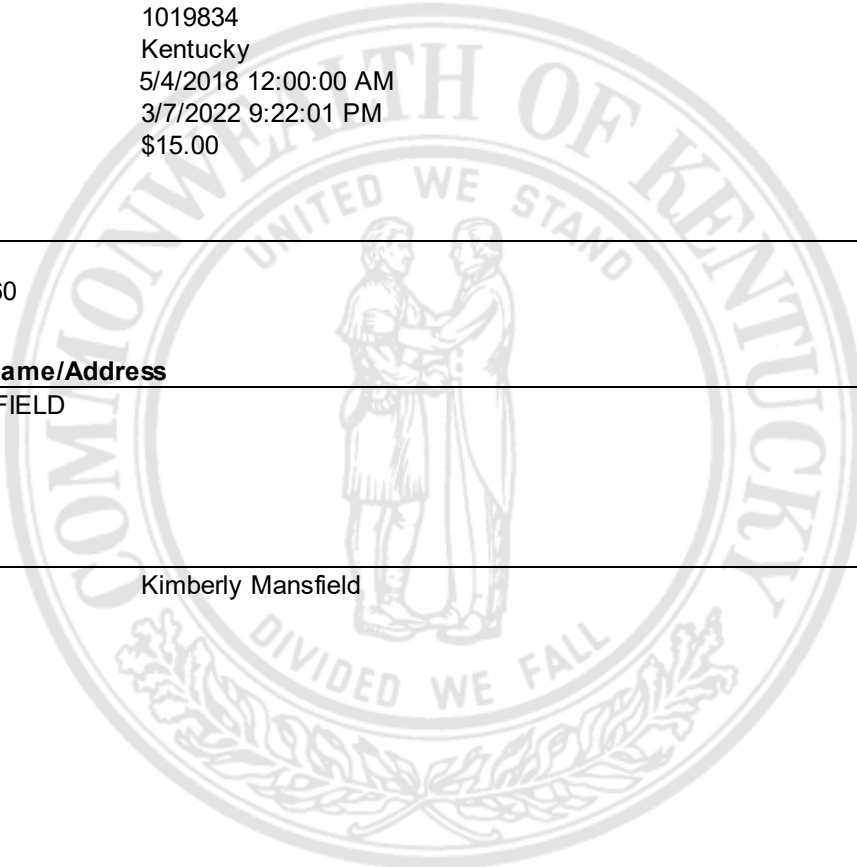 1019834
Kentucky
5/4/2018 12:00:00 AM
3/7/2022 9:22:01 PM
$15.00
COMMONWEALTH OF KENTUCKY
UNITED WE STAND
60
ame/Address
FIELD
Kimberly Mansfield
DIVIDED WE FALL